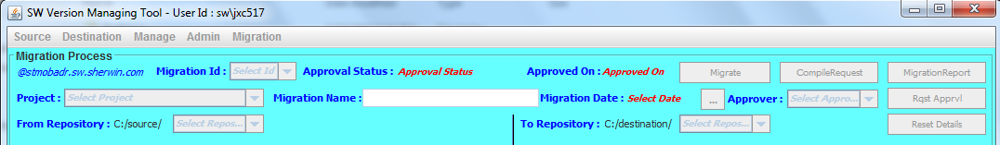 SW Version Managing Tool - User Id : sw\jxc517
Source Destination Manage Admin Migration
Migration Process
@stmobadr.sw.sherwin.com Migration Id : Select Id Approval Status : Approval Status Approved On : Approved On Migrate CompileRequest MigrationReport
Project : Select Project Migration Name : Migration Date : Select Date ... Approver : Select Appro... Rqst Apprvl
From Repository : C:/source/ Select Repos... To Repository : C:/destination/ Select Repos... Reset Details